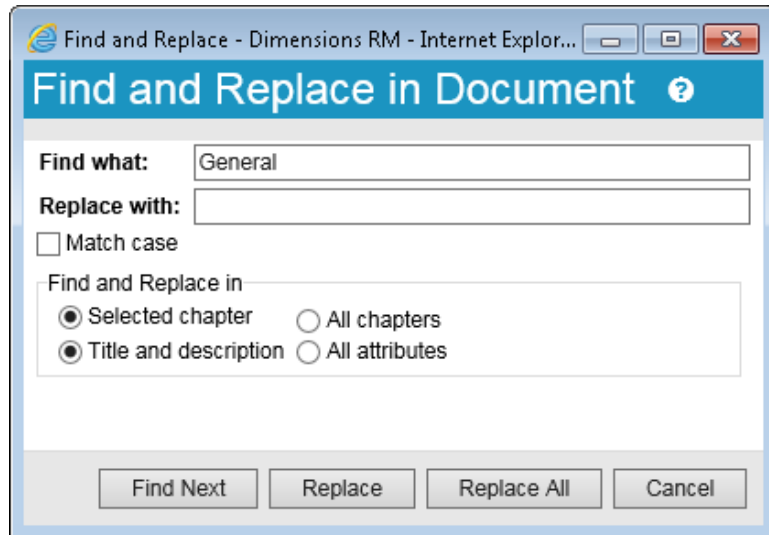 Find and Replace - Dimensions RM - Internet Explor...
Find and Replace in Document ?
Find what: General
Replace with:
Match case
Find and Replace in
Selected chapter All chapters
Title and description All attributes
Find Next Replace Replace All Cancel